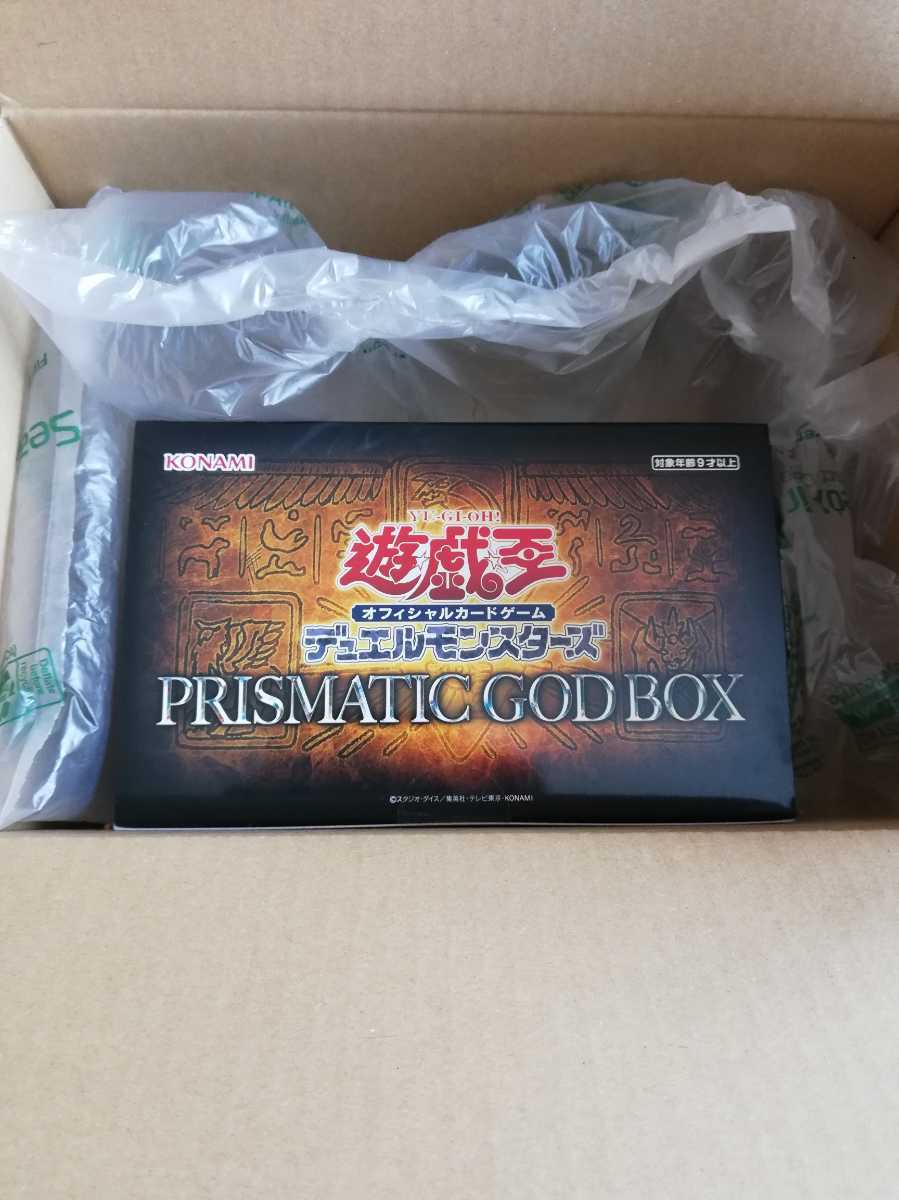 KONAMI
対象年齢9才以上
YU-GI-OH!
遊戯王
オフィシャルカードゲーム
デュエルモンスターズ
PRISMATIC GOD BOX
©スタジオ・ダイス／集英社・テレビ東京・KONAMI
Sea